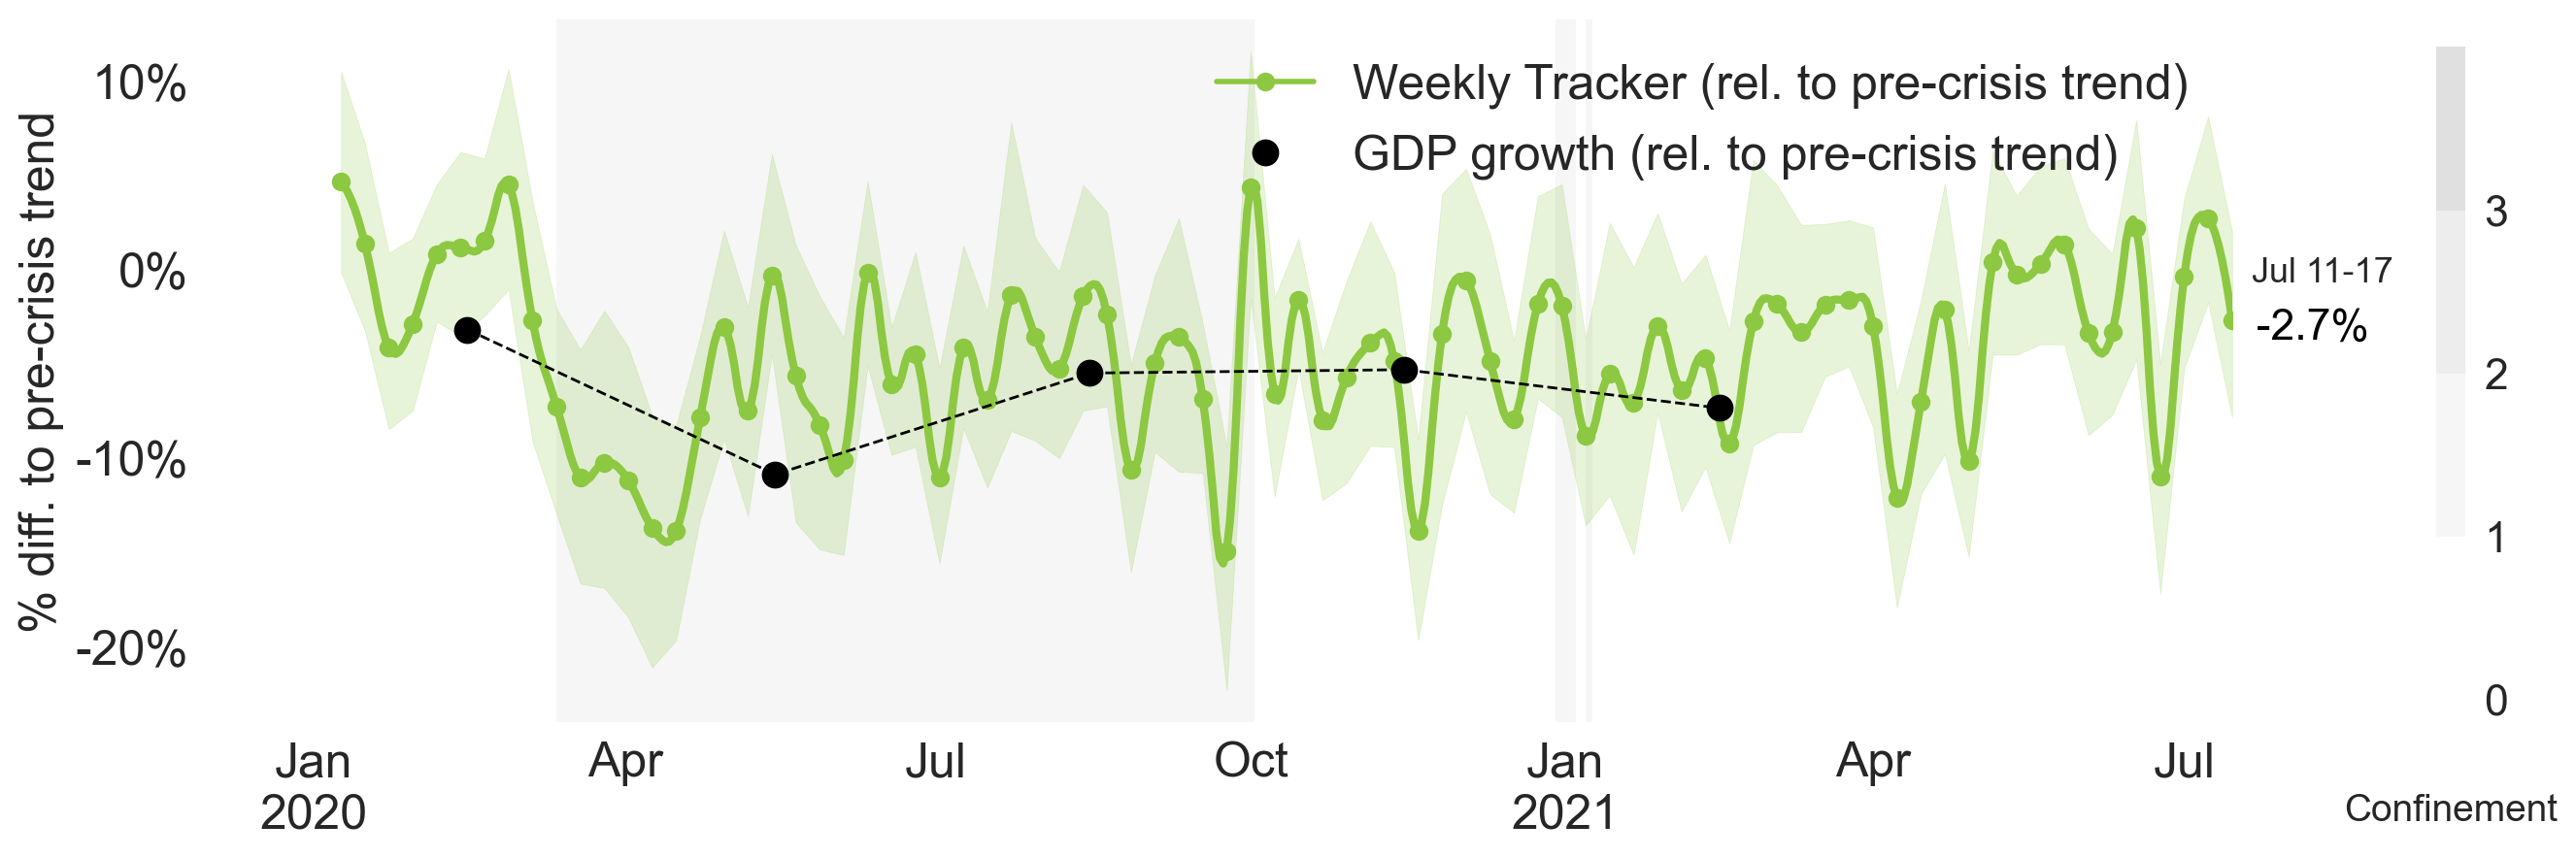 Weekly Tracker (rel. to pre-crisis trend)
GDP growth (rel. to pre-crisis trend)
% diff. to pre-crisis trend
10%
0%
-10%
-20%
Jul 11-17
-2.7%
3
2
1
0
Confinement
Jan
2020
Apr
Jul
Oct
Jan
2021
Apr
Jul